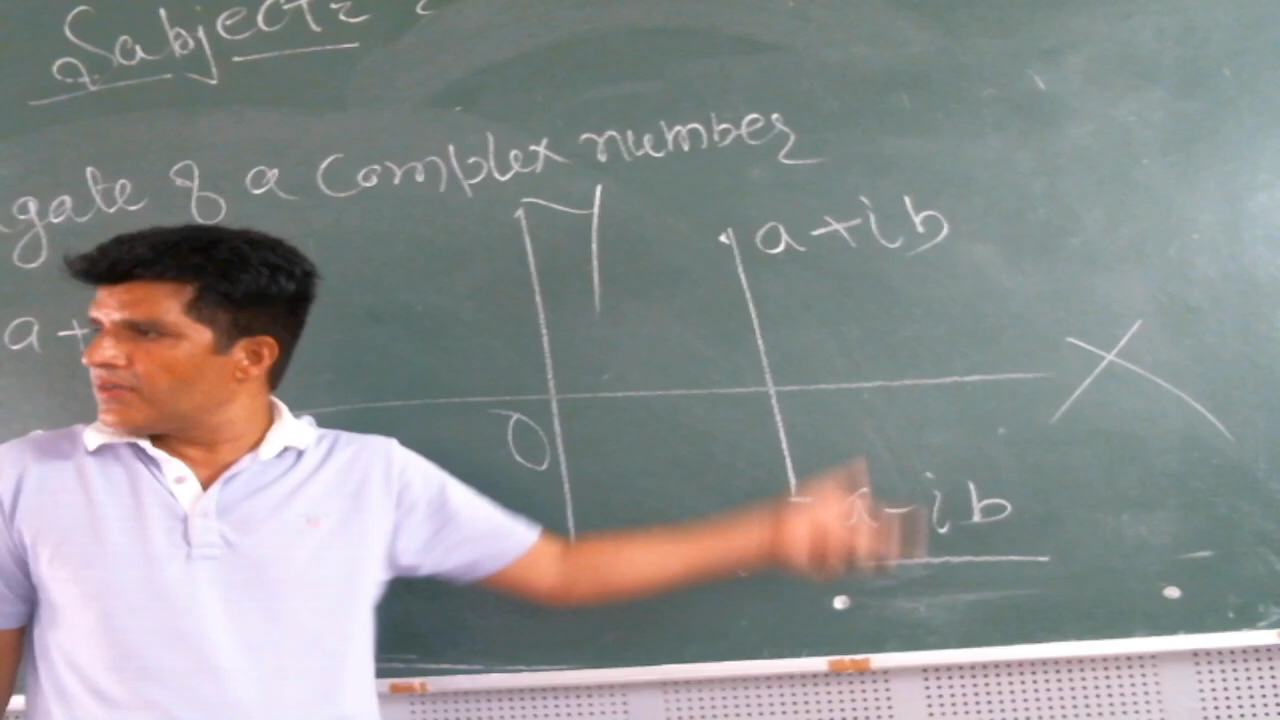 Subject:
gate of a complex number
Y
a+ib
a+
X
O
a-ib